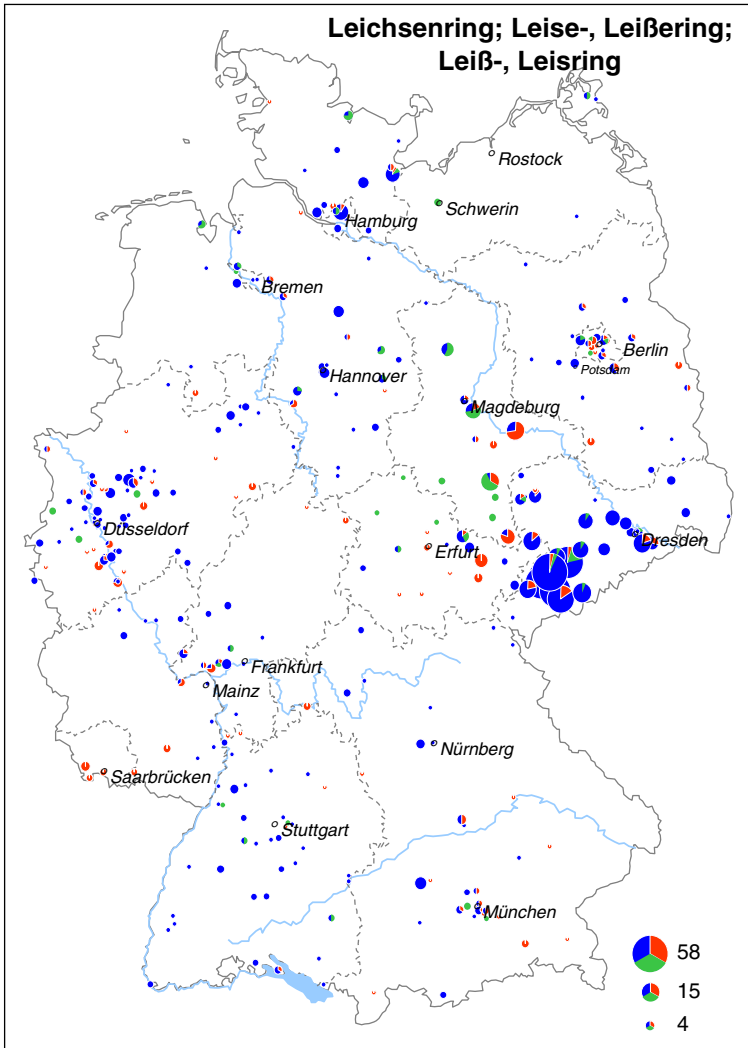 Leichsenring; Leise-, Leißering;
Leiß-, Leisring
Rostock
Schwerin
Hamburg
Bremen
Berlin
Potsdam
Hannover
Magdeburg
Düsseldorf
Dresden
Erfurt
Frankfurt
Mainz
Nürnberg
Saarbrücken
Stuttgart
München
58
15
4